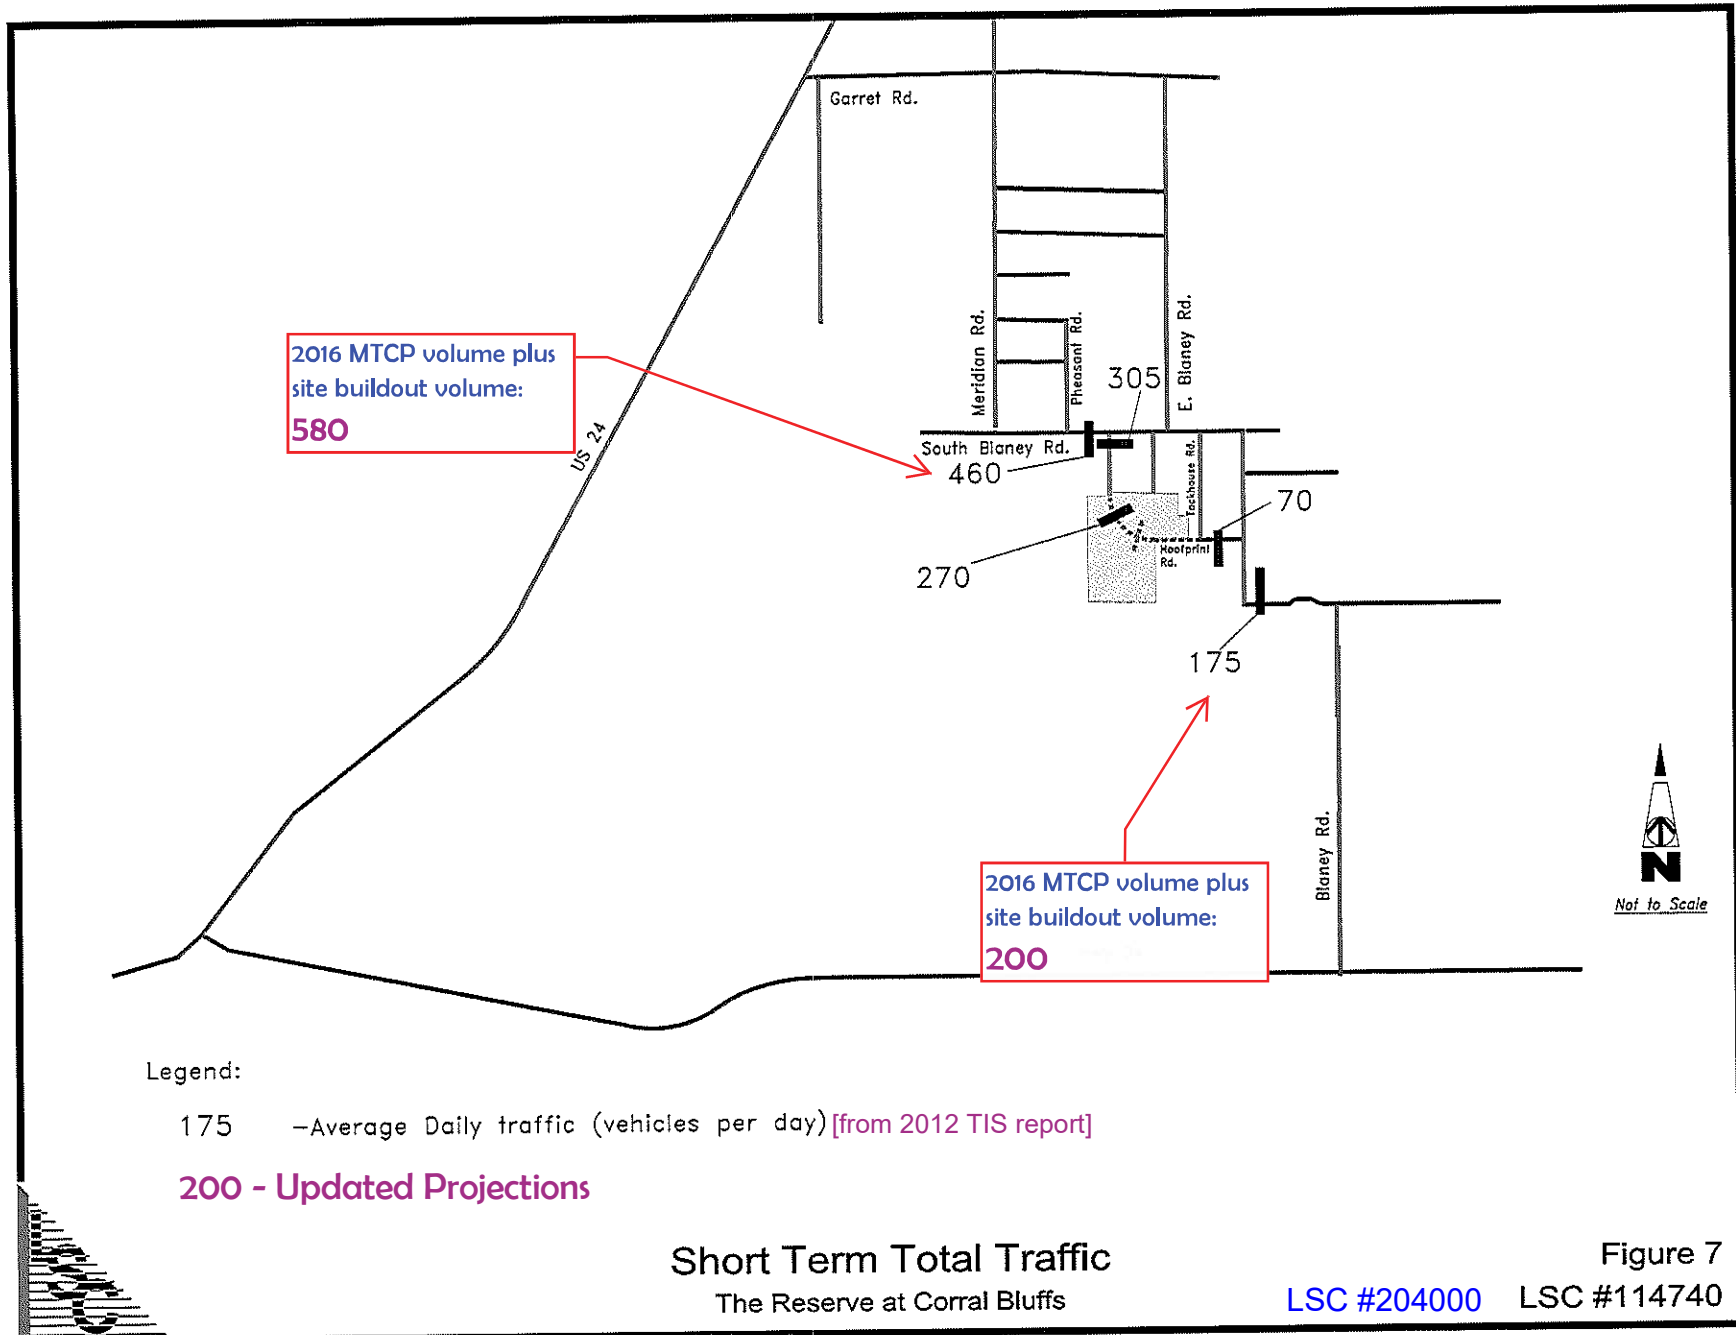 Garret Rd.
2016 MTCP volume plus
site buildout volume:
580
US 24
Meridian Rd.
Pheasant Rd.
E. Blaney Rd.
305
South Blaney Rd.
460
Tackhouse Rd.
70
270
Hoofprint
Rd.
175
2016 MTCP volume plus
site buildout volume:
200
Blaney Rd.
N
Not to Scale
Legend:
175 –Average Daily traffic (vehicles per day) [from 2012 TIS report]
200 - Updated Projections
LSC
Short Term Total Traffic
The Reserve at Corral Bluffs
Figure 7
LSC #204000 LSC #114740